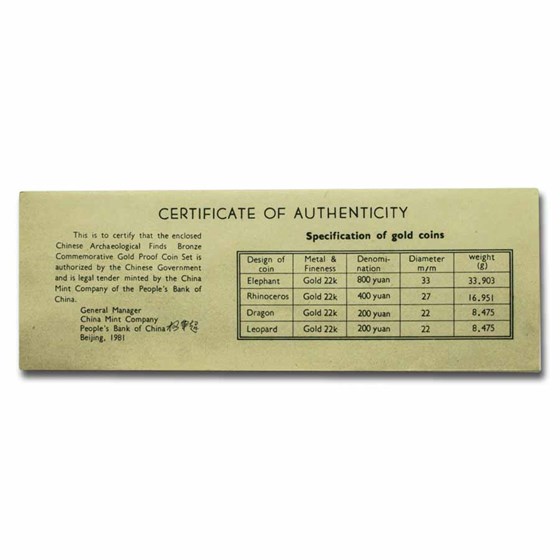 CERTIFICATE OF AUTHENTICITY
This is to certify that the enclosed
Chinese Archaeological Finds Bronze
Commemorative Gold Proof Coin Set is
authorized by the Chinese Government
and is legal tender minted by the China
Mint Company of the People's Bank of
China.
General Manager
China Mint Company
People's Bank of China
Beijing, 1981
Specification of gold coins
Design of coin Metal & Fineness Denomi-nation Diameter m/m weight (g)
Elephant Gold 22k 800 yuan 33 33,903
Rhinoceros Gold 22k 400 yuan 27 16,951
Dragon Gold 22k 200 yuan 22 8,475
Leopard Gold 22k 200 yuan 22 8,475